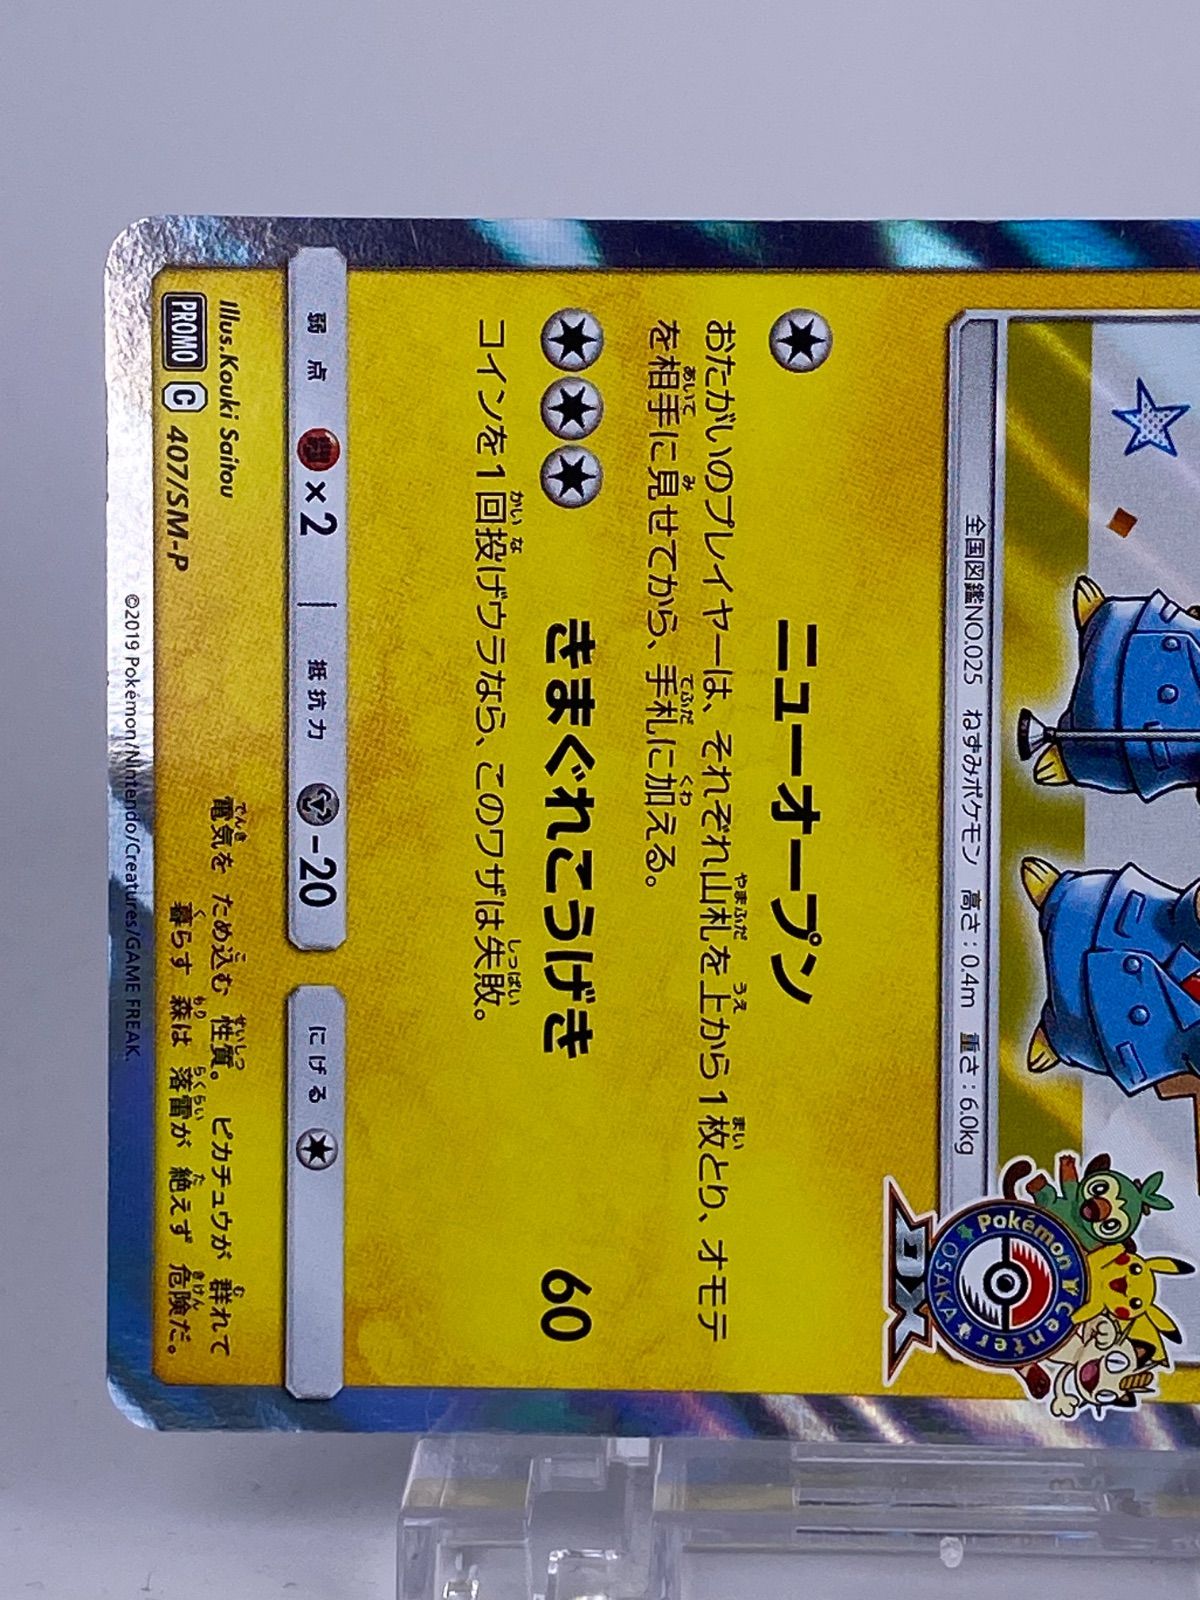 全国図鑑NO.025 ねずみポケモン 高さ:0.4m 重さ:6.0kg
Pokémon Center
OSAKA
DX
ニューオープン
おたがいのプレイヤーは、それぞれ山札を上から1枚とり、オモテ
を相手に見せてから、手札に加える。
きまぐれこうげき 60
コインを1回投げウラなら、このワザは失敗。
弱点 ×2 抵抗力 -20 にげる
Illus.Kouki Saitou
PROMO C 407/SM-P
電気を ため込む 性質。 ピカチュウが 群れて
暮らす 森は 落雷が 絶えず 危険だ。
©2019 Pokémon/Nintendo/Creatures/GAME FREAK.